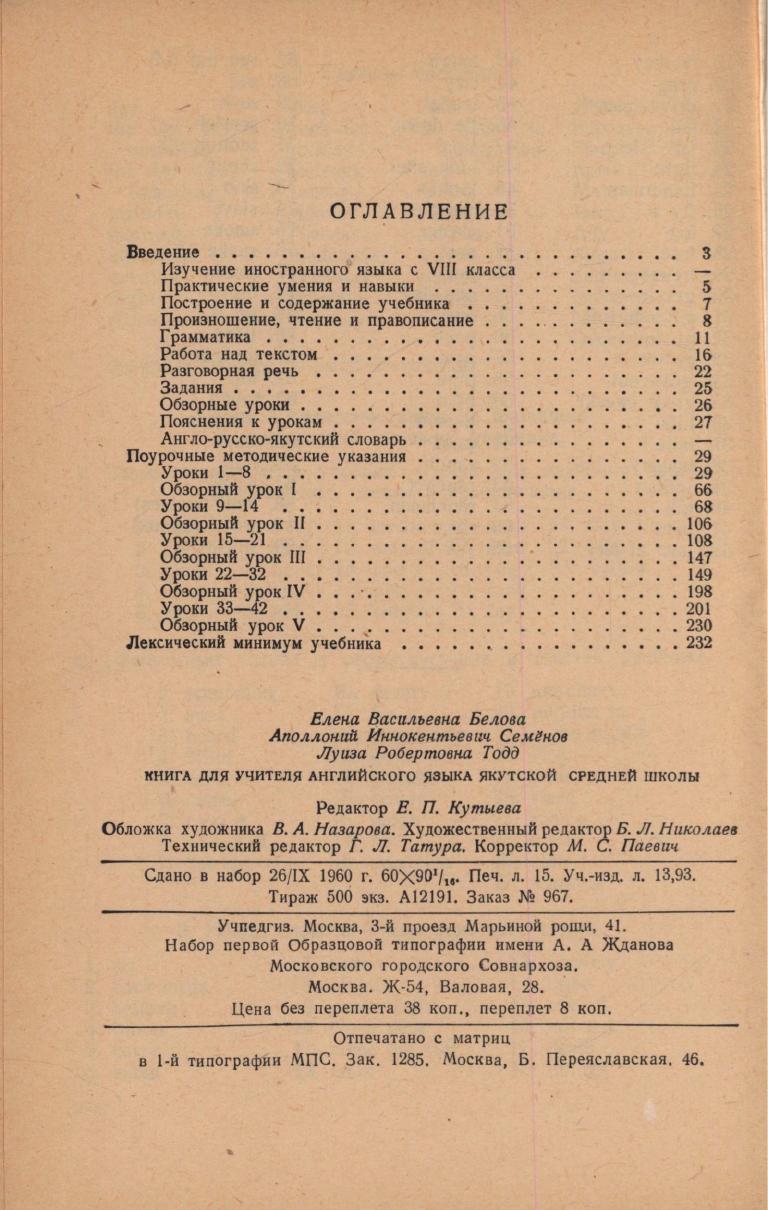 ОГЛАВЛЕНИЕ
Введение . . . . . . . . . . . . . . . . . . . . . . . . 3
Изучение иностранного языка с VIII класса . . . . . . . . . —
Практические умения и навыки . . . . . . . . . . . . . . 5
Построение и содержание учебника . . . . . . . . . . . . 7
Произношение, чтение и правописание . . . . . . . . . . . 8
Грамматика . . . . . . . . . . . . . . . . . . . . . . 11
Работа над текстом . . . . . . . . . . . . . . . . . . . 16
Разговорная речь . . . . . . . . . . . . . . . . . . . . 22
Задания . . . . . . . . . . . . . . . . . . . . . . . . 25
Обзорные уроки . . . . . . . . . . . . . . . . . . . . . 26
Пояснения к урокам . . . . . . . . . . . . . . . . . . . 27
Англо-русско-якутский словарь . . . . . . . . . . . . . . —
Поурочные методические указания . . . . . . . . . . . . . . 29
Уроки 1—8 . . . . . . . . . . . . . . . . . . . . . . 29
Обзорный урок I . . . . . . . . . . . . . . . . . . . . 66
Уроки 9—14 . . . . . . . . . . . . . . . . . . . . . . 68
Обзорный урок II . . . . . . . . . . . . . . . . . . . . 106
Уроки 15—21 . . . . . . . . . . . . . . . . . . . . . . 108
Обзорный урок III . . . . . . . . . . . . . . . . . . . . 147
Уроки 22—32 . . . . . . . . . . . . . . . . . . . . . . 149
Обзорный урок IV . . . . . . . . . . . . . . . . . . . . 198
Уроки 33—42 . . . . . . . . . . . . . . . . . . . . . . 201
Обзорный урок V . . . . . . . . . . . . . . . . . . . . 230
Лексический минимум учебника . . . . . . . . . . . . . . . 232
Елена Васильевна Белова
Аполлоний Иннокентьевич Семёнов
Луиза Робертовна Тодд
КНИГА ДЛЯ УЧИТЕЛЯ АНГЛИЙСКОГО ЯЗЫКА ЯКУТСКОЙ СРЕДНЕЙ ШКОЛЫ
Редактор Е. П. Кутыева
Обложка художника В. А. Назарова. Художественный редактор Б. Л. Николаев
Технический редактор Г. Л. Татура. Корректор М. С. Паевич
Сдано в набор 26/IX 1960 г. 60×90¹/₁₆. Печ. л. 15. Уч.-изд. л. 13,93.
Тираж 500 экз. А12191. Заказ № 967.
Учпедгиз. Москва, 3-й проезд Марьиной рощи, 41.
Набор первой Образцовой типографии имени А. А Жданова
Московского городского Совнархоза.
Москва. Ж-54, Валовая, 28.
Цена без переплета 38 коп., переплет 8 коп.
Отпечатано с матриц
в 1-й типографии МПС. Зак. 1285. Москва, Б. Переяславская, 46.